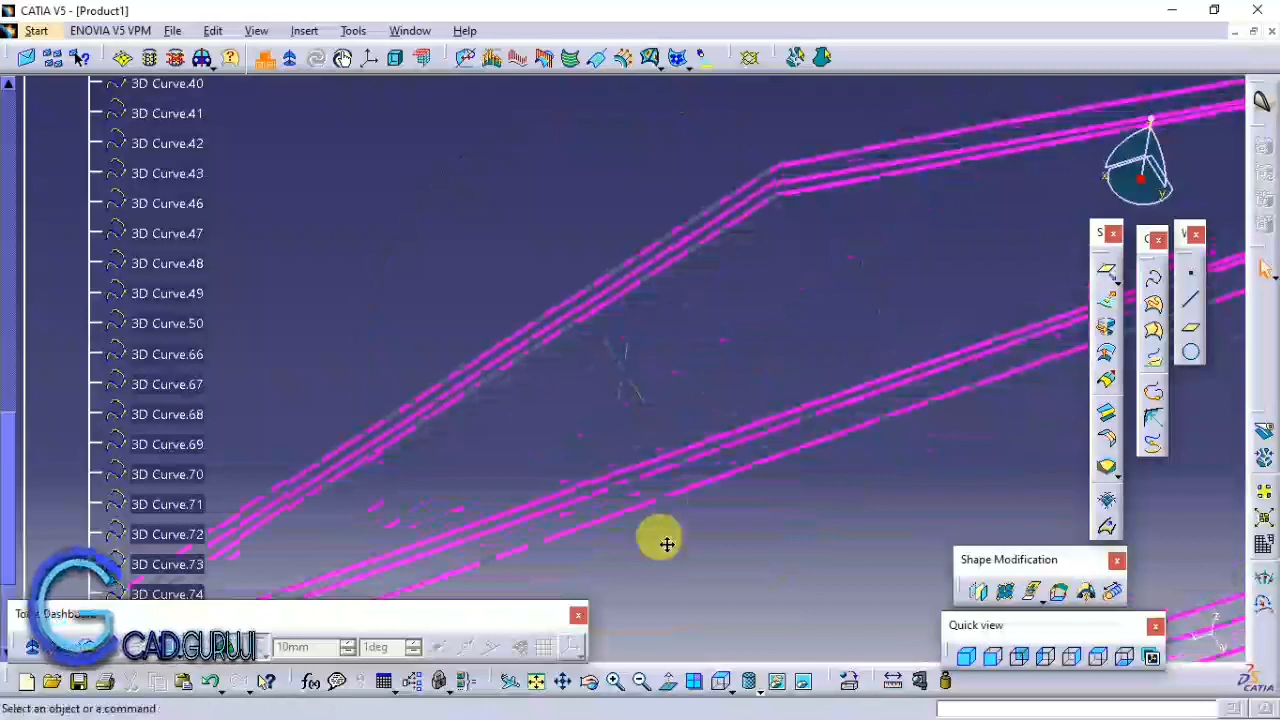 CATIA V5 - [Product1]
Start ENOVIA V5 VPM File Edit View Insert Tools Window Help
3D Curve.40
3D Curve.41
3D Curve.42
3D Curve.43
3D Curve.46
3D Curve.47
3D Curve.48
3D Curve.49
3D Curve.50
3D Curve.66
3D Curve.67
3D Curve.68
3D Curve.69
3D Curve.70
3D Curve.71
3D Curve.72
3D Curve.73
3D Curve.74
Shape Modification
Dashboard
Quick view
CAD.GURUJI
10mm
1deg
Select an object or a command
CATIA